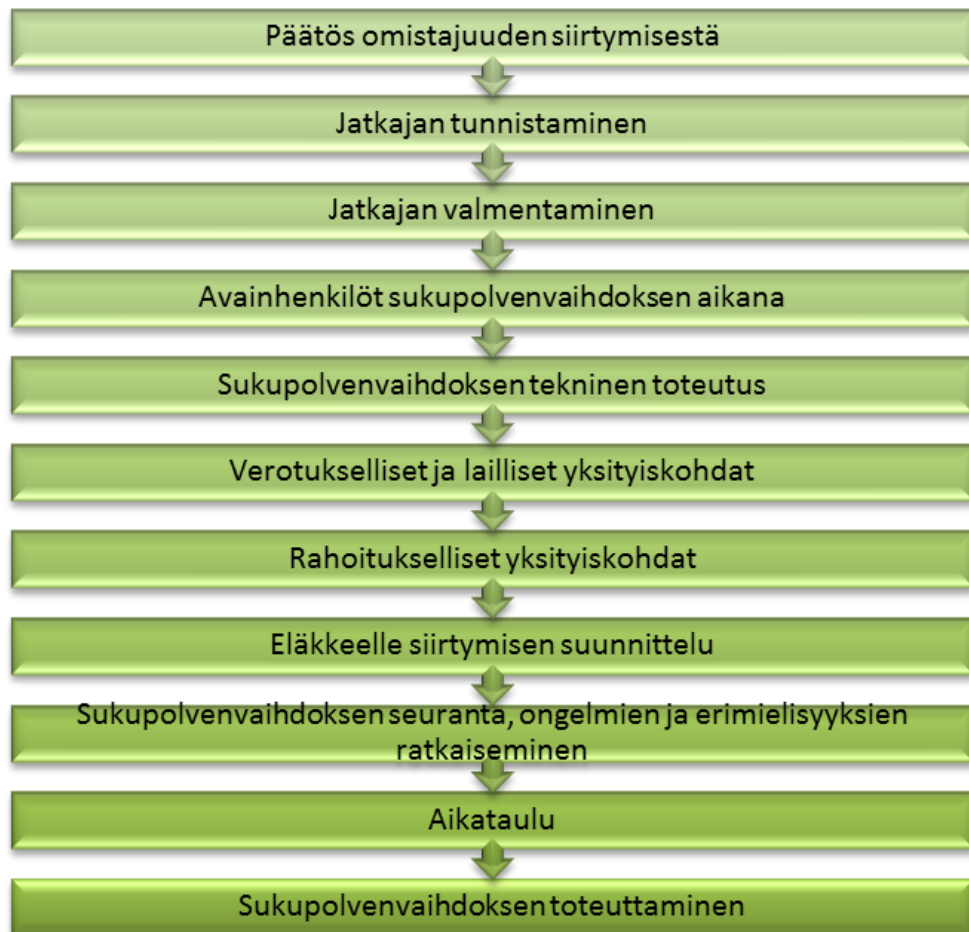 Päätös omistajuuden siirtymisestä
Jatkajan tunnistaminen
Jatkajan valmentaminen
Avainhenkilöt sukupolvenvaihdoksen aikana
Sukupolvenvaihdoksen tekninen toteutus
Verotukselliset ja lailliset yksityiskohdat
Rahoitukselliset yksityiskohdat
Eläkkeelle siirtymisen suunnittelu
Sukupolvenvaihdoksen seuranta, ongelmien ja erimielisyyksien
ratkaiseminen
Aikataulu
Sukupolvenvaihdoksen toteuttaminen